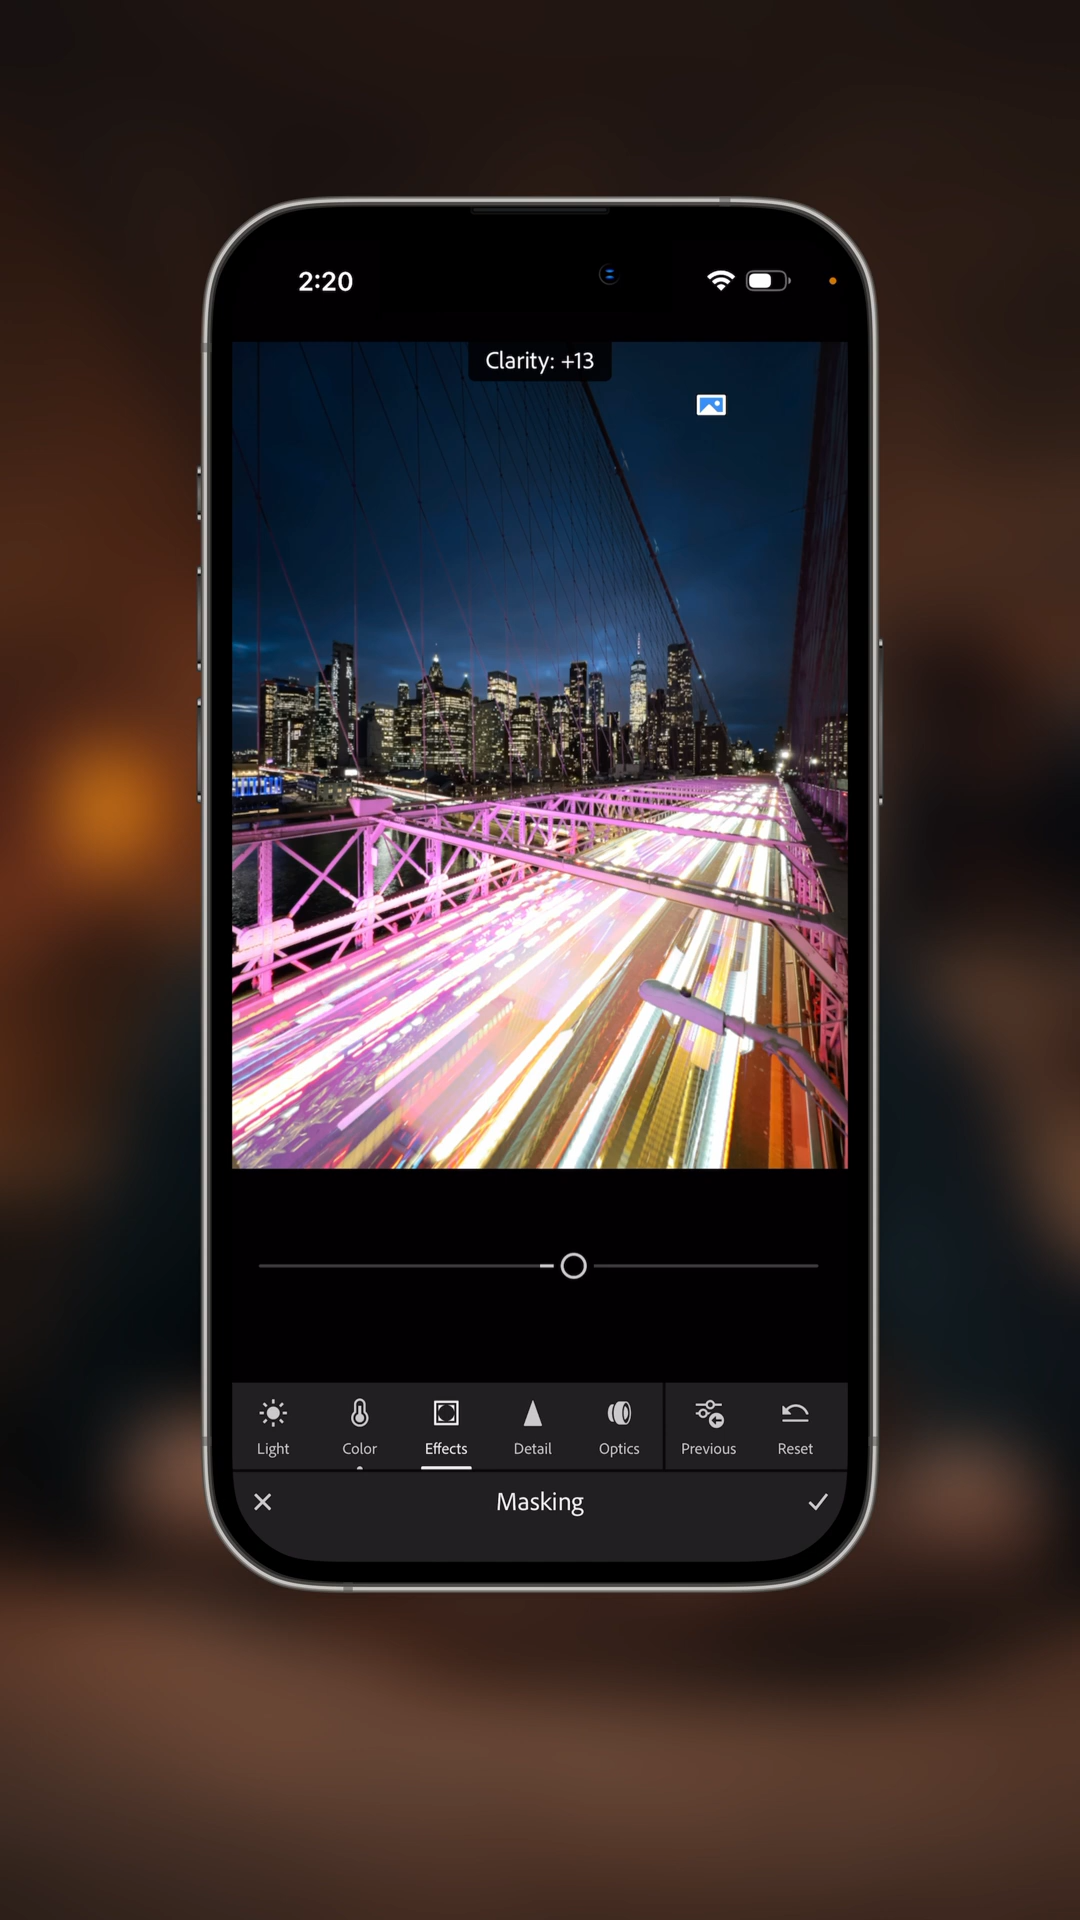 2:20
Clarity: +13
Light
Color
Effects
Detail
Optics
Previous
Reset
Masking